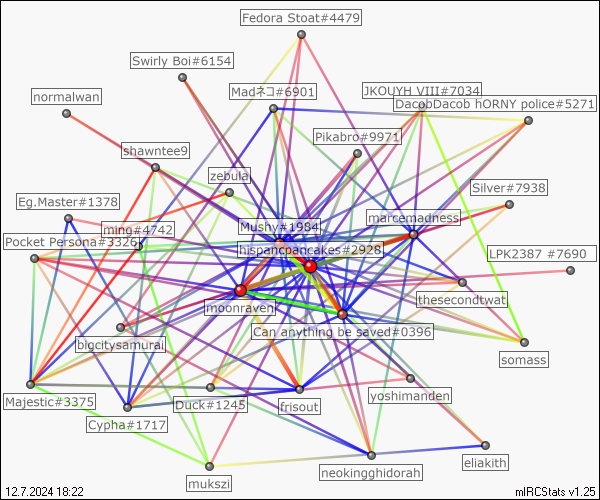 Fedora Stoat#4479
Swirly Boi#6154
Madネコ#6901
JKOUYH VIII#7034
normalwan
DacobDacob hORNY police#5271
Pikabro#9971
shawntee9
zebulaj
Silver#7938
Eg.Master#1378
marcemadness
Mushy#1984
ming#4742
Pocket Persona#3326
hispancpancakes#2928
LPK2387 #7690
thesecondtwat
moonraven
Can anything be saved#0396
bigcitysamurai
somass
yoshimanden
Majestic#3375
Duck#1245
frisout
Cypha#1717
eliakith
neokingghidorah
mukszi
12.7.2024 18:22
mIRCStats v1.25